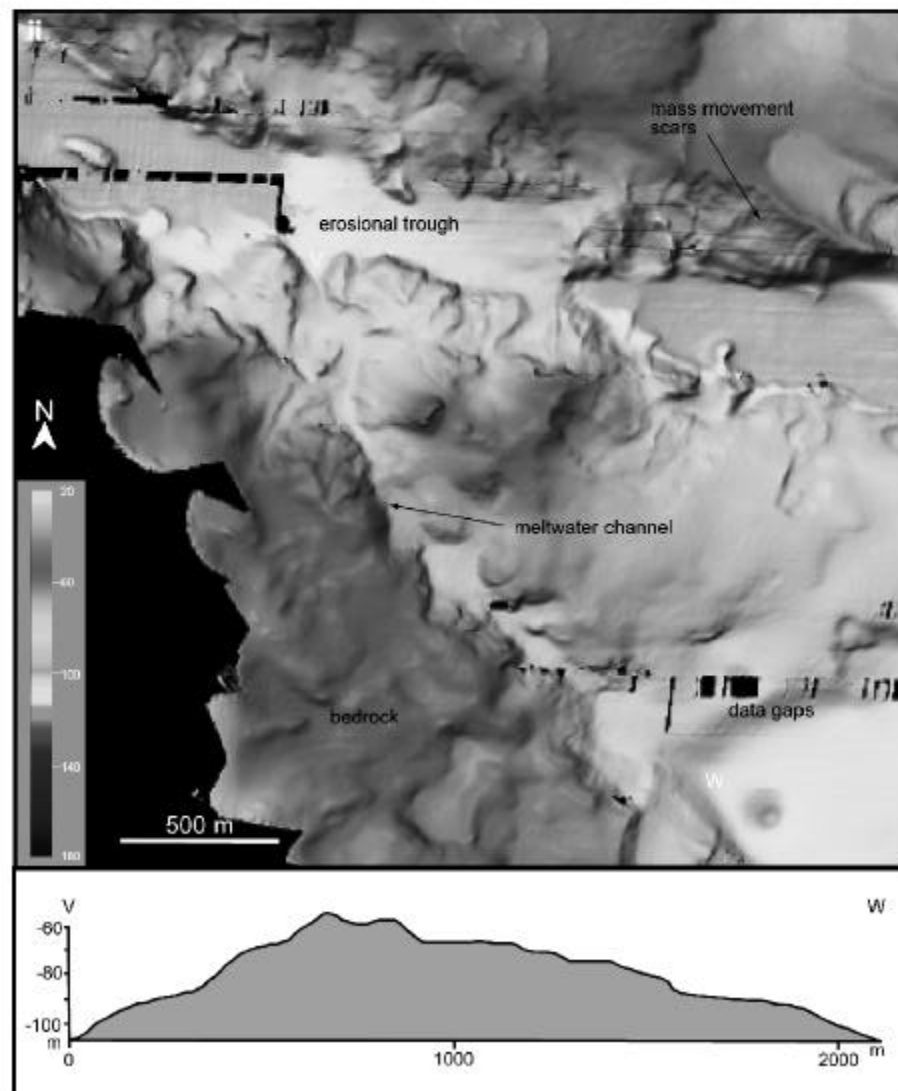 ii
mass movement
scars
erosional trough
V
N
20
60
100
140
180
meltwater channel
bedrock
data gaps
W
500 m
V
W
-60
-80
-100
m
0
1000
2000
m